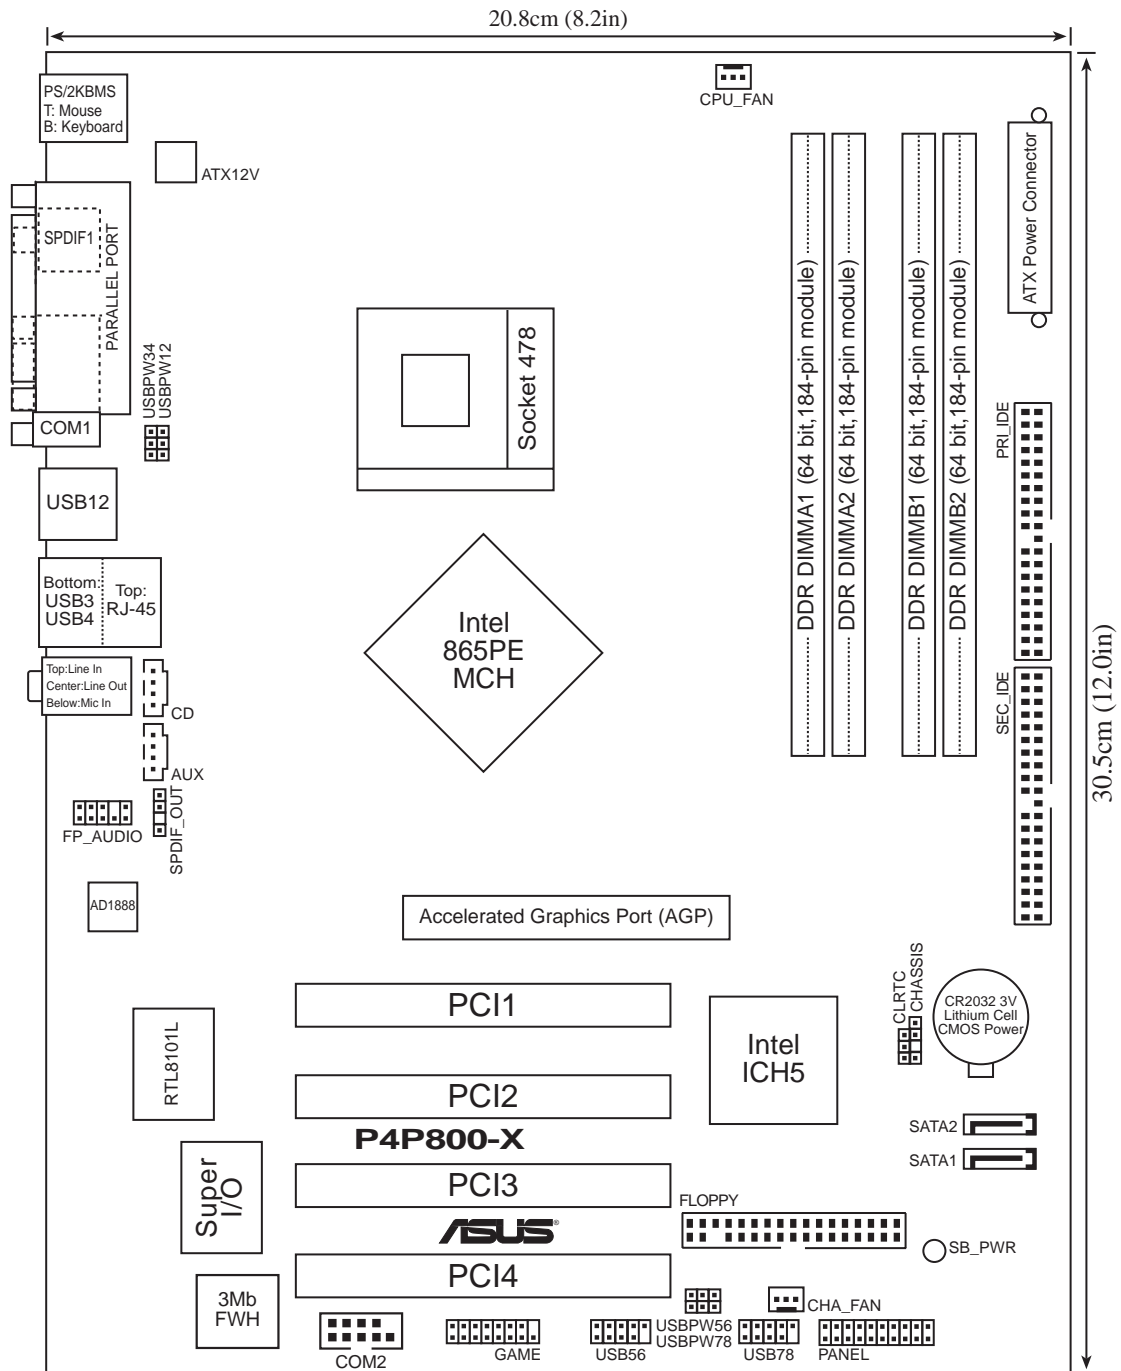 20.8cm (8.2in)
PS/2KBMS
T: Mouse
B: Keyboard
CPU_FAN
ATX12V
SPDIF1
PARALLEL PORT
ATX Power Connector
USBPW34
USBPW12
COM1
Socket 478
DDR DIMMA1 (64 bit,184-pin module)
DDR DIMMA2 (64 bit,184-pin module)
DDR DIMMB1 (64 bit,184-pin module)
DDR DIMMB2 (64 bit,184-pin module)
PRI_IDE
USB12
Bottom:
USB3
USB4
Top:
RJ-45
Intel
865PE
MCH
30.5cm (12.0in)
Top:Line In
Center:Line Out
Below:Mic In
CD
SEC_IDE
AUX
FP_AUDIO
SPDIF_OUT
AD1888
Accelerated Graphics Port (AGP)
CLRTC
CHASSIS
CR2032 3V
Lithium Cell
CMOS Power
PCI1
RTL8101L
Intel
ICH5
PCI2
P4P800-X
SATA2
SATA1
Super
I/O
PCI3
FLOPPY
ASUS®
SB_PWR
PCI4
3Mb
FWH
CHA_FAN
USBPW56
USBPW78
COM2
GAME
USB56
USB78
PANEL